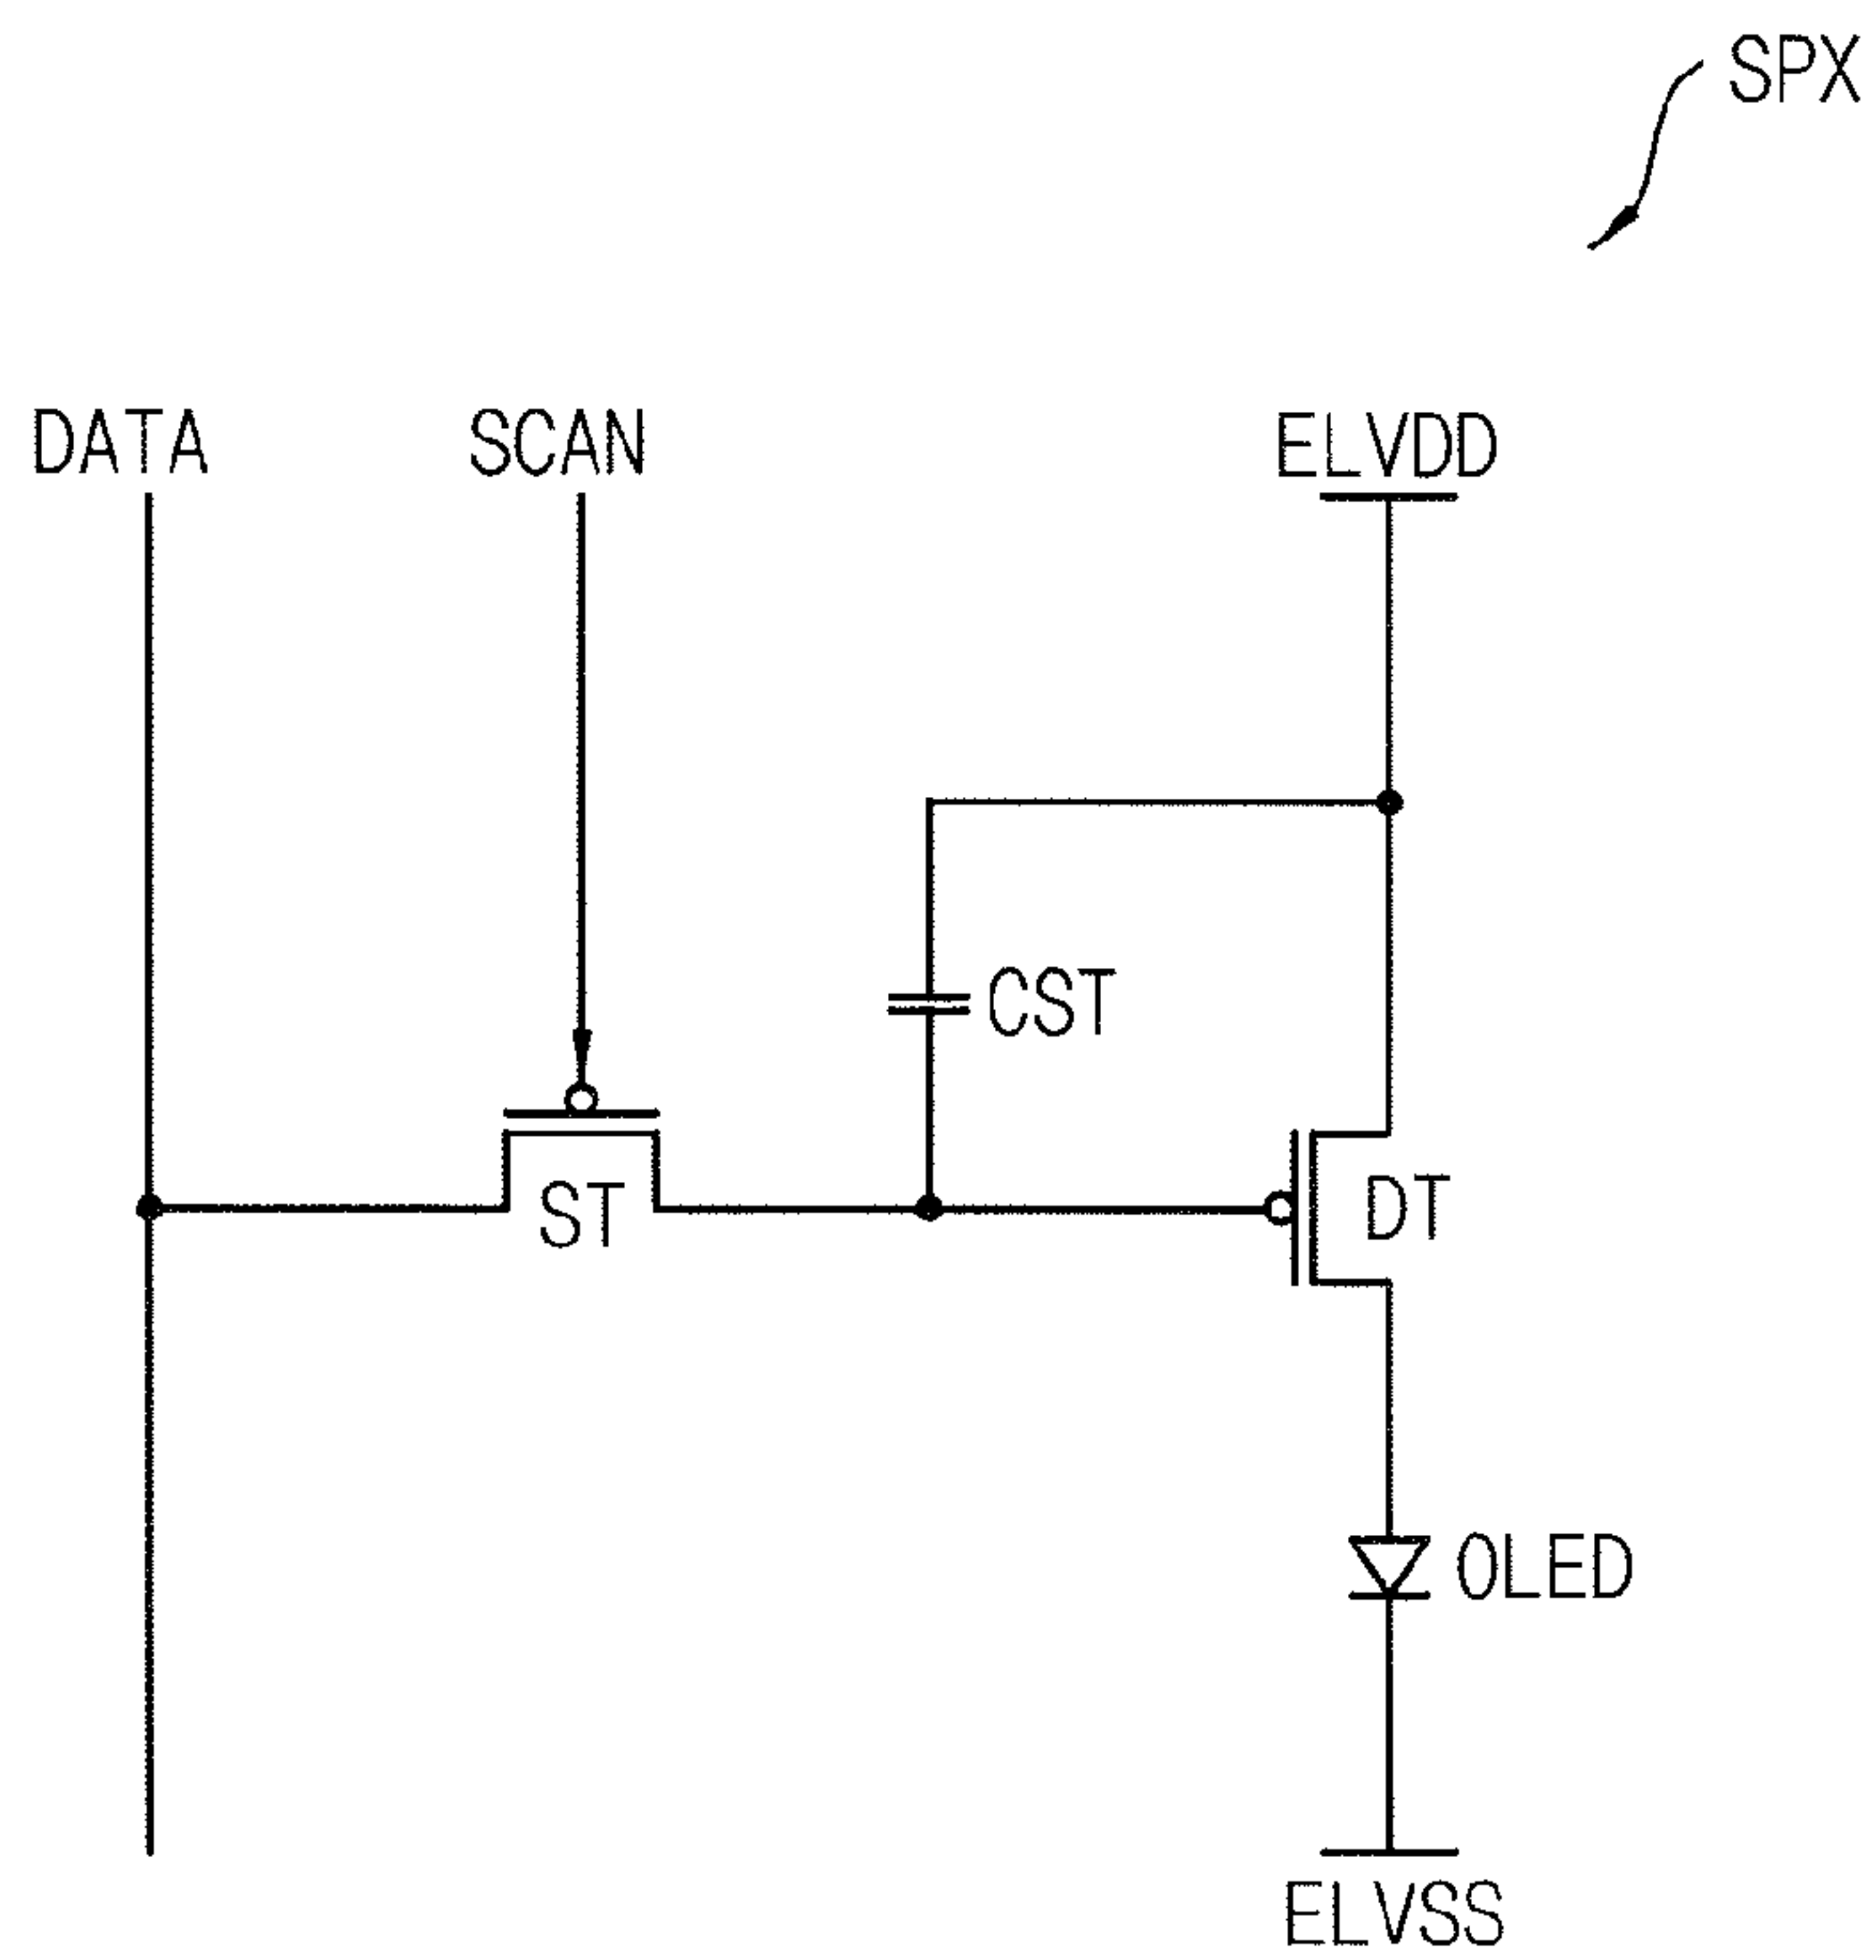 SPX
DATA
SCAN
ELVDD
CST
ST
DT
OLED
ELVSS